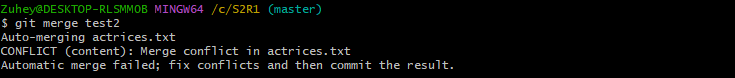 Zuhey@DESKTOP-RLSMMOB MINGW64 /c/S2R1 (master)
$ git merge test2
Auto-merging actrices.txt
CONFLICT (content): Merge conflict in actrices.txt
Automatic merge failed; fix conflicts and then commit the result.